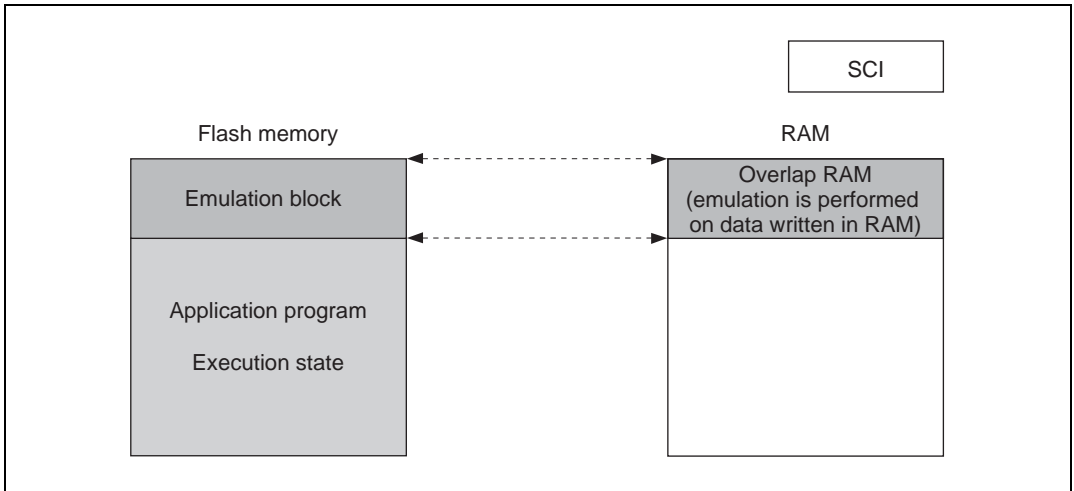 SCI
Flash memory
RAM
Emulation block
Overlap RAM
(emulation is performed
on data written in RAM)
Application program
Execution state